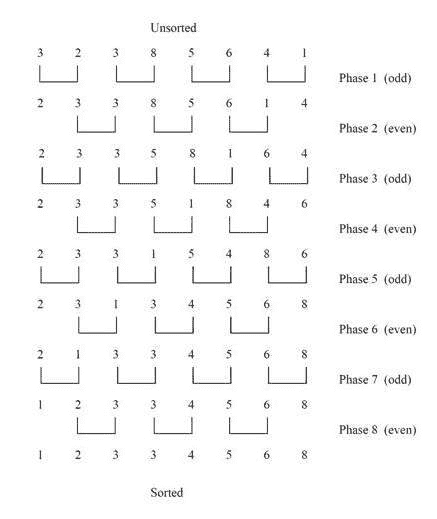 Unsorted
3 2 3 8 5 6 4 1
Phase 1 (odd)
2 3 3 8 5 6 1 4
Phase 2 (even)
2 3 3 5 8 1 6 4
Phase 3 (odd)
2 3 3 5 1 8 4 6
Phase 4 (even)
2 3 3 1 5 4 8 6
Phase 5 (odd)
2 3 1 3 4 5 6 8
Phase 6 (even)
2 1 3 3 4 5 6 8
Phase 7 (odd)
1 2 3 3 4 5 6 8
Phase 8 (even)
1 2 3 3 4 5 6 8
Sorted